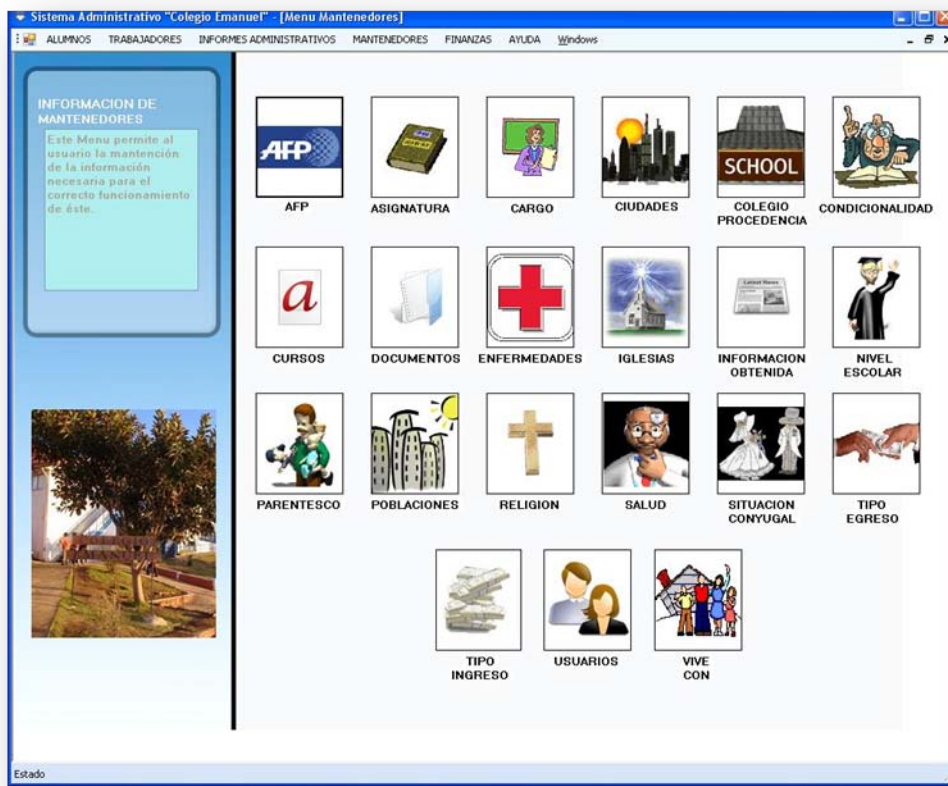 Sistema Administrativo "Colegio Emanuel" - [Menu Mantenedores]
ALUMNOS TRABAJADORES INFORMES ADMINISTRATIVOS MANTENEDORES FINANZAS AYUDA Windows
INFORMACION DE
MANTENEDORES
Este Menu permite al
usuario la mantención
de la información
necesaria para el
correcto funcionamiento
de éste.
AFP
SCHOOL
AFP ASIGNATURA CARGO CIUDADES COLEGIO
PROCEDENCIA CONDICIONALIDAD
a
Latest News
CURSOS DOCUMENTOS ENFERMEDADES IGLESIAS INFORMACION
OBTENIDA NIVEL
ESCOLAR
PARENTESCO POBLACIONES RELIGION SALUD SITUACION
CONYUGAL TIPO
EGRESO
TIPO
INGRESO USUARIOS VIVE
CON
Estado